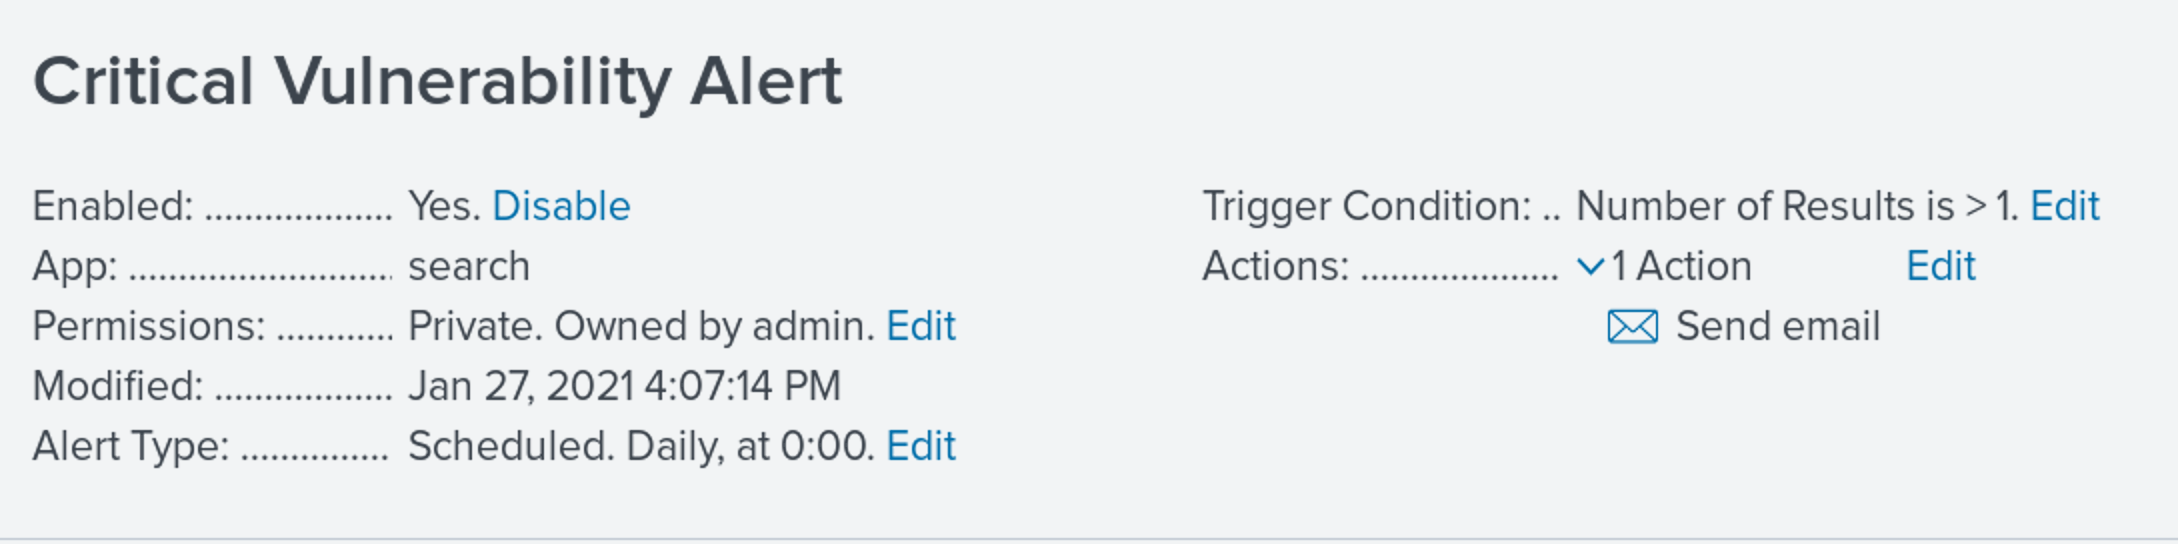 Critical Vulnerability Alert
Enabled: ................... Yes. Disable
App: .......................... search
Permissions: ............ Private. Owned by admin. Edit
Modified: .................. Jan 27, 2021 4:07:14 PM
Alert Type: ............... Scheduled. Daily, at 0:00. Edit
Trigger Condition: .. Number of Results is > 1. Edit
Actions: .................... 1 Action Edit
Send email